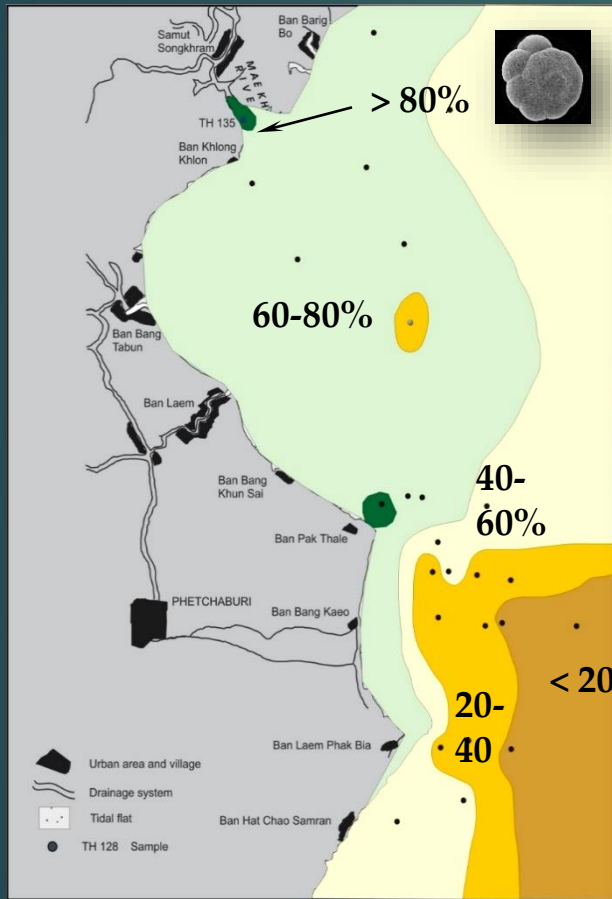 Samut
Songkhram
Ban Barig
Bo
MAEKH
RIVE
TH 135
> 80%
Ban Khlong
Khlon
60-80%
Ban Bang
Tabun
Ban Laem
Ban Bang
Khun Sai
40-
60%
Ban Pak Thale
PHETCHABURI
Ban Bang Kaeo
< 20
20-
40
Ban Laem Phak Bia
Urban area and village
Drainage system
Tidal flat
Ban Hat Chao Samran
TH 128 Sample